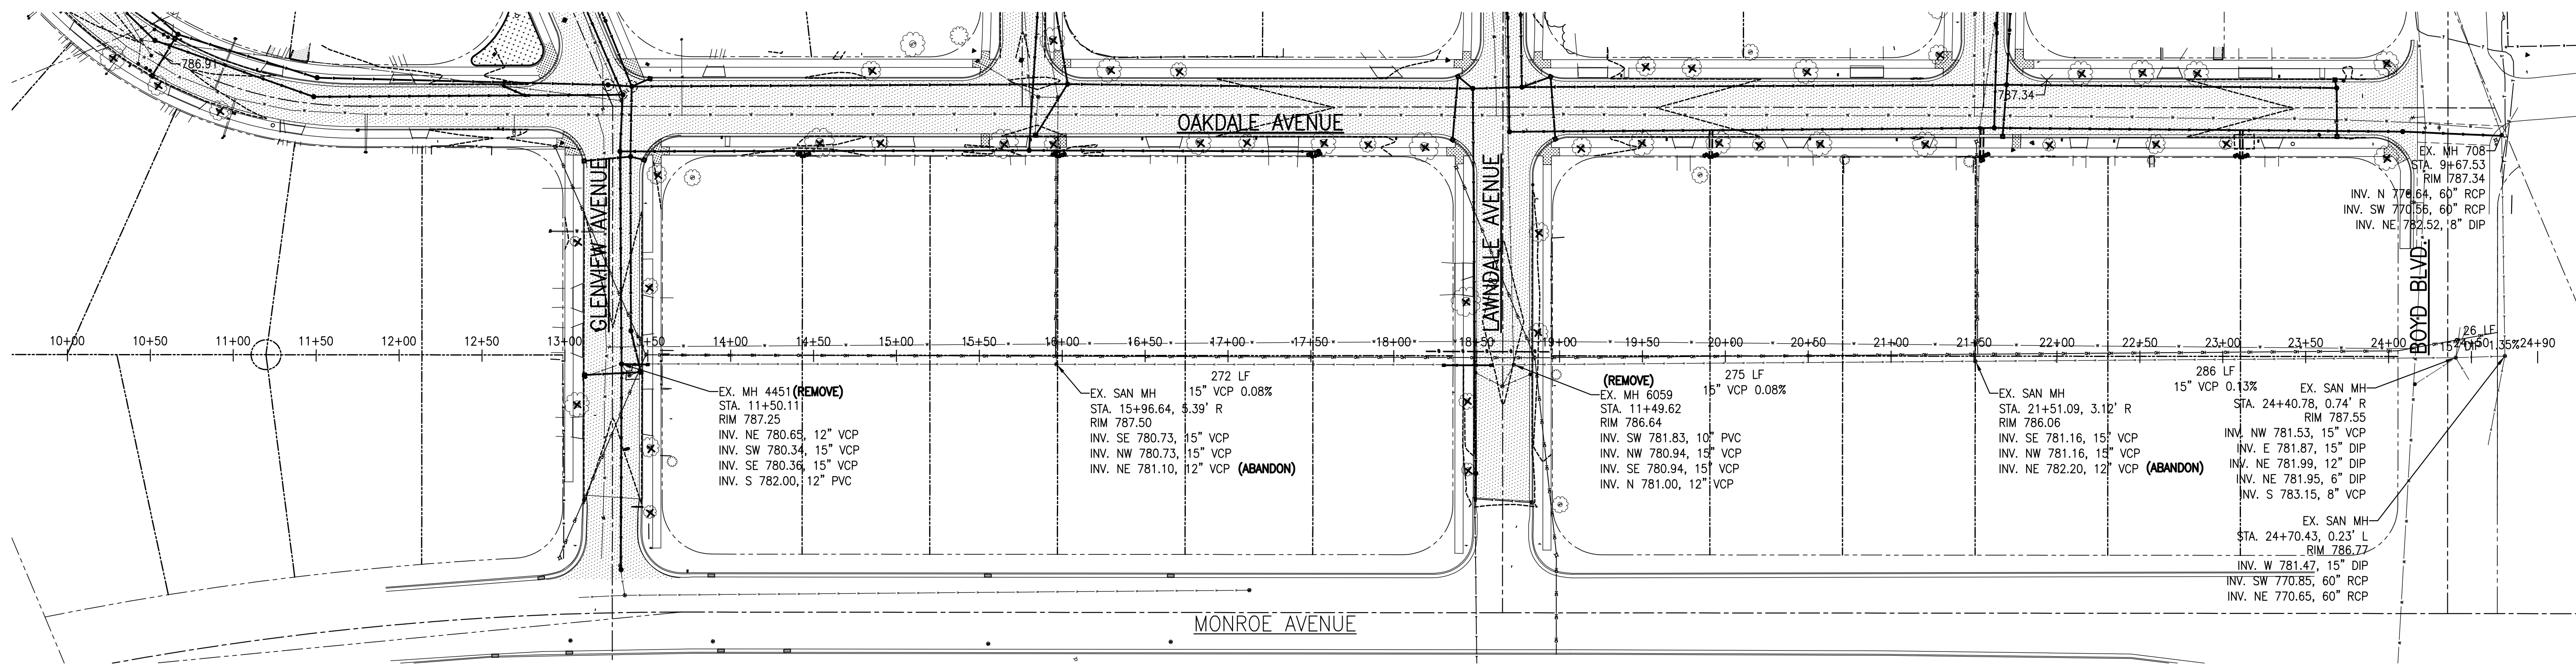 786.91
OAKDALE AVENUE
787.34
GLENVIEW AVENUE
LAWNDALE AVENUE
BOYD BLVD.
EX. MH 708
STA. 9+67.53
RIM 787.34
INV. SW 770.56, 60" RCP
INV. NE 782.52, 8" DIP
10+00
10+50
11+00
11+50
12+00
12+50
13+00
14+00
14+50
15+00
15+50
16+00
16+50
17+00
17+50
18+00
18+50
19+00
19+50
20+00
20+50
21+00
21+50
22+00
22+50
23+00
23+50
24+00
24+50
24+90
26 LF
15" DIP 1.35%
EX. MH 4451 (REMOVE)
STA. 11+50.11
RIM 787.25
INV. NE 780.65, 12" VCP
INV. SW 780.34, 15" VCP
INV. SE 780.36, 15" VCP
INV. S 782.00, 12" PVC
272 LF
15" VCP 0.08%
EX. SAN MH
STA. 15+96.64, 5.39' R
RIM 787.50
INV. SE 780.73, 15" VCP
INV. NW 780.73, 15" VCP
INV. NE 781.10, 12" VCP (ABANDON)
(REMOVE)
EX. MH 6059
STA. 11+49.62
RIM 786.64
INV. SW 781.83, 10" PVC
INV. NW 780.94, 15" VCP
INV. SE 780.94, 15" VCP
INV. N 781.00, 12" VCP
275 LF
15" VCP 0.08%
EX. SAN MH
STA. 21+51.09, 3.12' R
RIM 786.06
INV. SE 781.16, 15" VCP
INV. NW 781.16, 15" VCP
INV. NE 782.20, 12" VCP (ABANDON)
286 LF
15" VCP 0.13%
EX. SAN MH
STA. 24+40.78, 0.74' R
RIM 787.55
INV. NW 781.53, 15" VCP
INV. E 781.87, 15" DIP
INV. NE 781.99, 12" DIP
INV. NE 781.95, 6" DIP
INV. S 783.15, 8" VCP
EX. SAN MH
STA. 24+70.43, 0.23' L
RIM 786.77
INV. W 781.47, 15" DIP
INV. SW 770.85, 60" RCP
INV. NE 770.65, 60" RCP
MONROE AVENUE